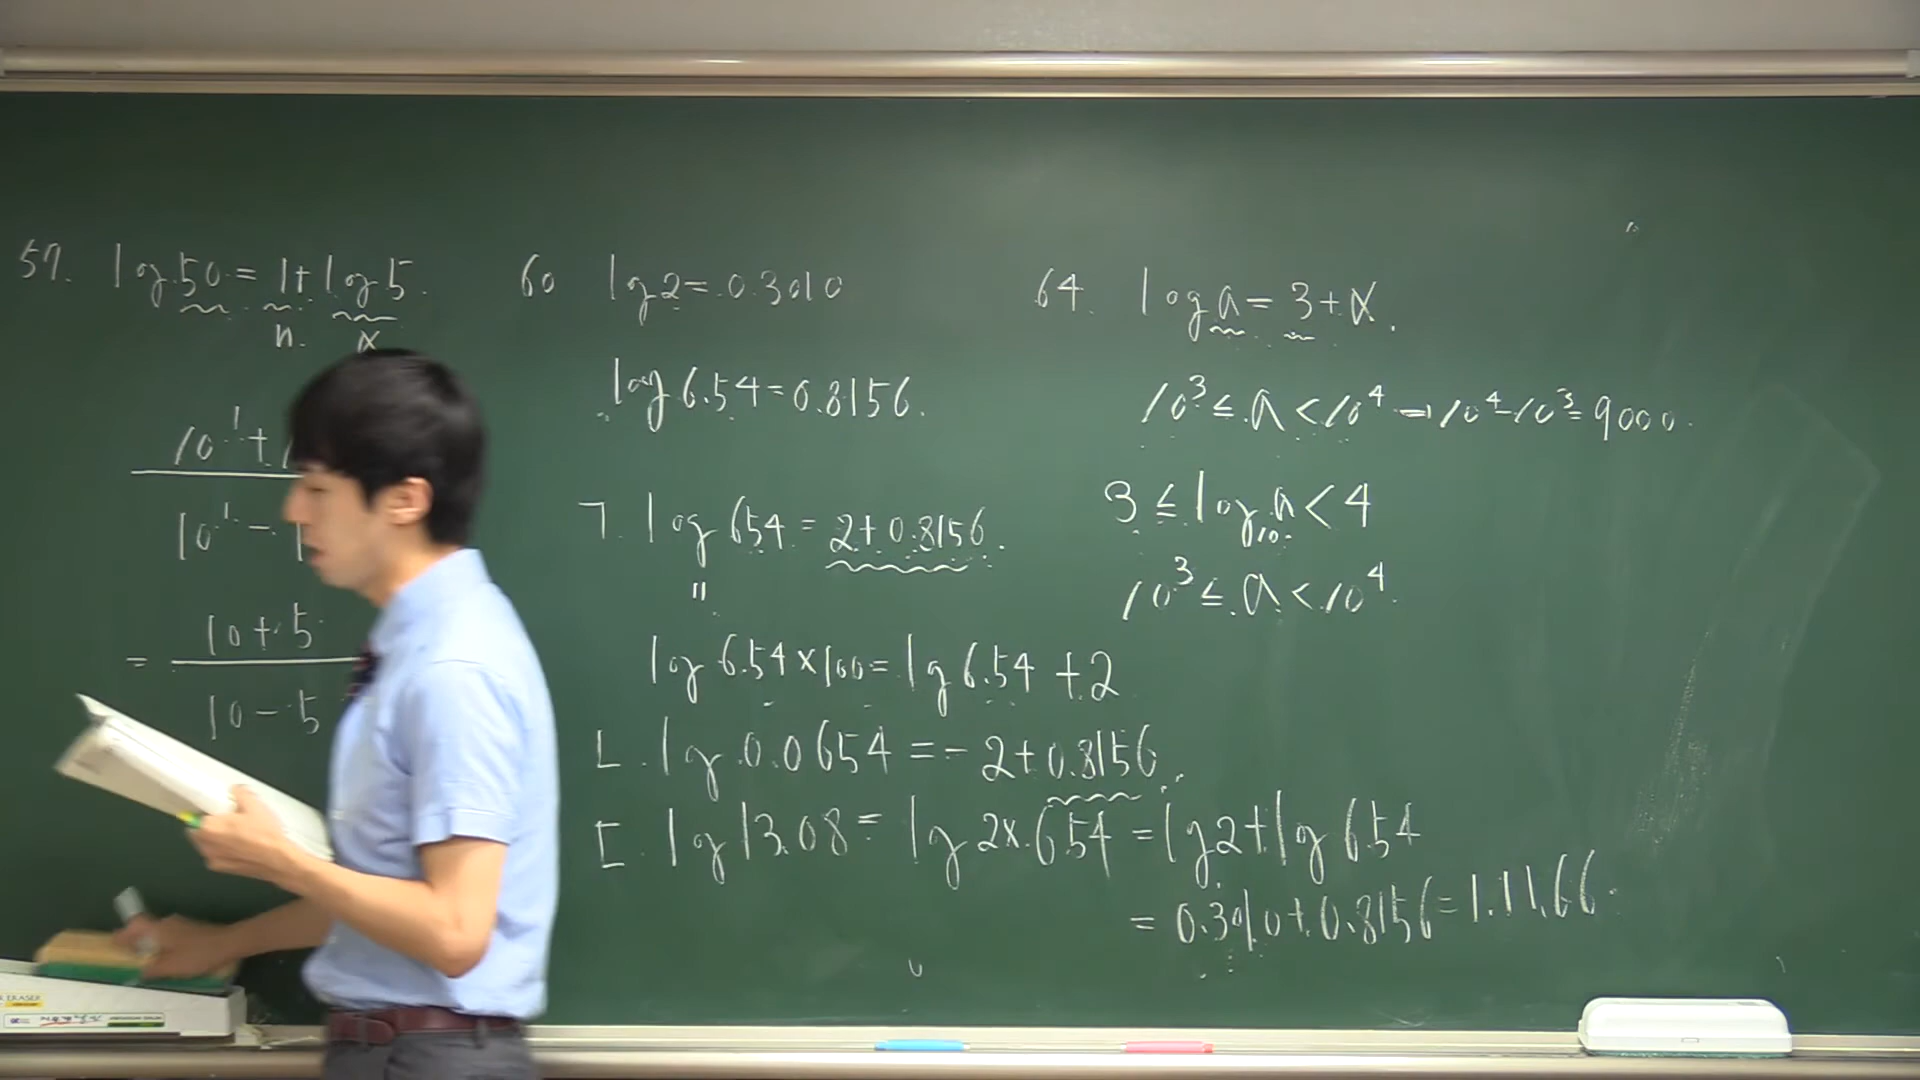 57. log 50 = 1 + log 5.
n. α
10¹ +
10¹ -
= 10 + 5
10 - 5
60 log 2 = 0.3010
log 6.54 = 0.8156.
ㄱ. log 654 = 2 + 0.8156.
"
log 6.54 × 100 = log 6.54 + 2
ㄴ. log 0.0654 = - 2 + 0.8156.
ㄷ. log 13.08 = log 2 × 6.54 = log 2 + log 6.54
= 0.3010 + 0.8156 = 1.1166.
64. log a = 3 + α.
10³ ≤ a < 10⁴ → 10⁴ - 10³ = 9000.
3 ≤ log₁₀ a < 4
10³ ≤ a < 10⁴.
ERASER